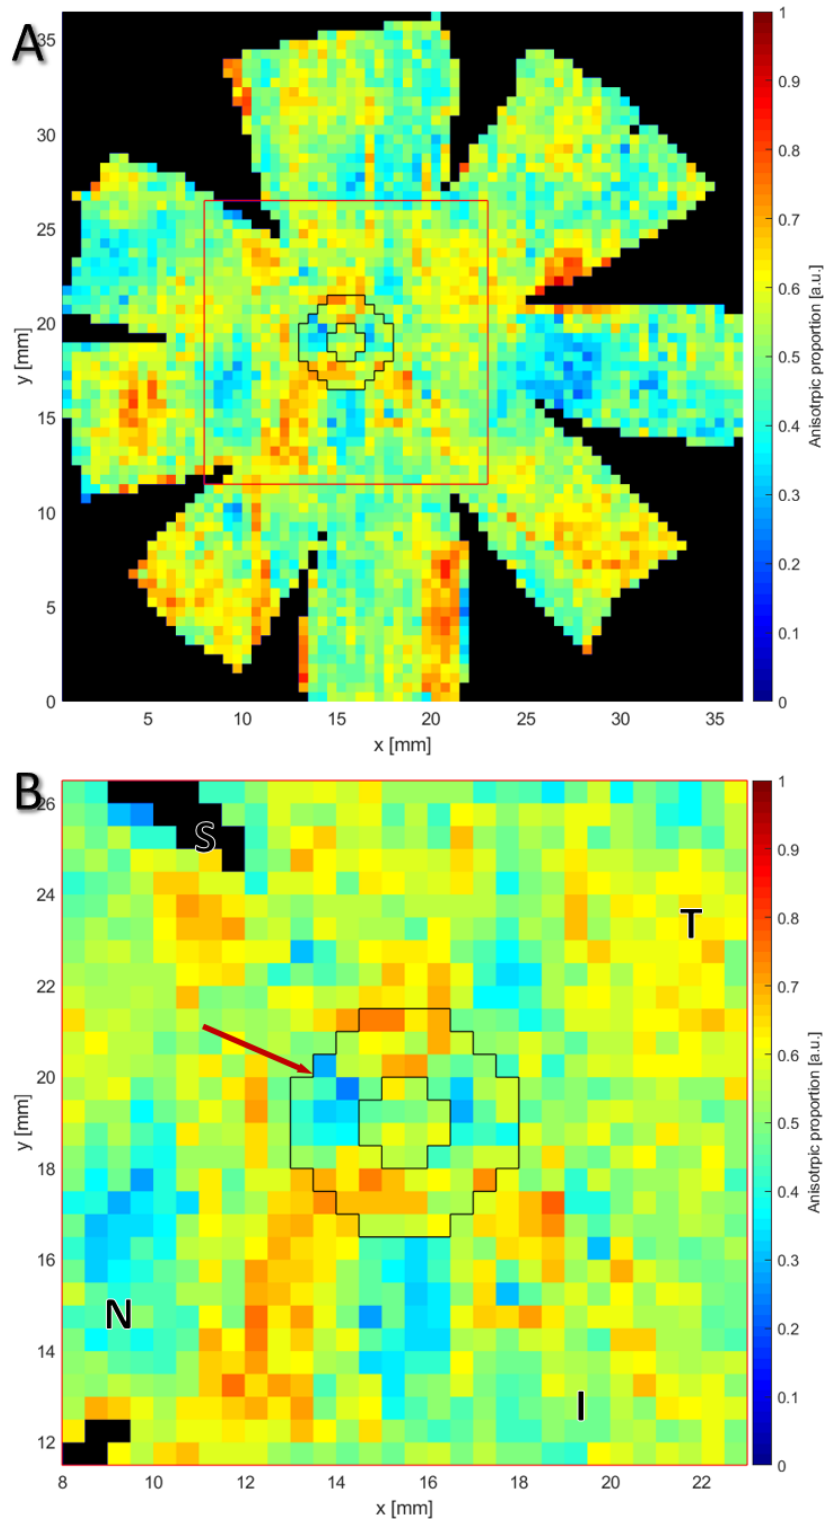 A
35
30
25
20
15
10
5
0
y [mm]
5 10 15 20 25 30 35
x [mm]
1
0.9
0.8
0.7
0.6
0.5
0.4
0.3
0.2
0.1
0
Anisotrpic proportion [a.u.]
B
26
24
22
20
18
16
14
12
y [mm]
S
T
N
I
8 10 12 14 16 18 20 22
x [mm]
1
0.9
0.8
0.7
0.6
0.5
0.4
0.3
0.2
0.1
0
Anisotrpic proportion [a.u.]